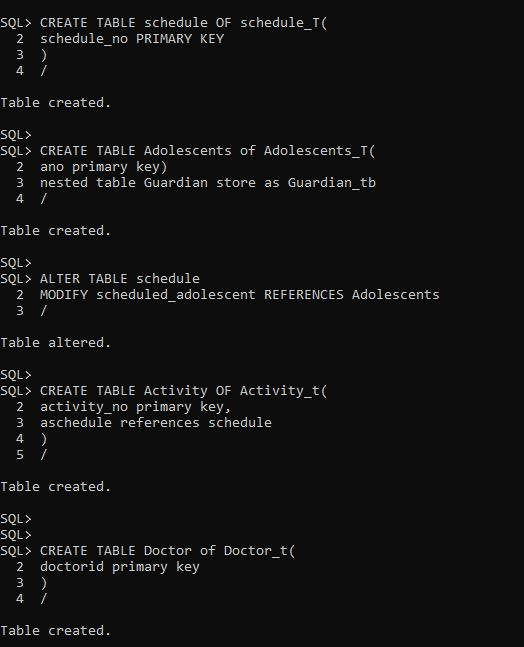 SQL> CREATE TABLE schedule OF schedule_T(
  2  schedule_no PRIMARY KEY
  3  )
  4  /
Table created.
SQL>
SQL> CREATE TABLE Adolescents of Adolescents_T(
  2  ano primary key)
  3  nested table Guardian store as Guardian_tb
  4  /
Table created.
SQL>
SQL> ALTER TABLE schedule
  2  MODIFY scheduled_adolescent REFERENCES Adolescents
  3  /
Table altered.
SQL>
SQL> CREATE TABLE Activity OF Activity_t(
  2  activity_no primary key,
  3  aschedule references schedule
  4  )
  5  /
Table created.
SQL>
SQL>
SQL> CREATE TABLE Doctor of Doctor_t(
  2  doctorid primary key
  3  )
  4  /
Table created.